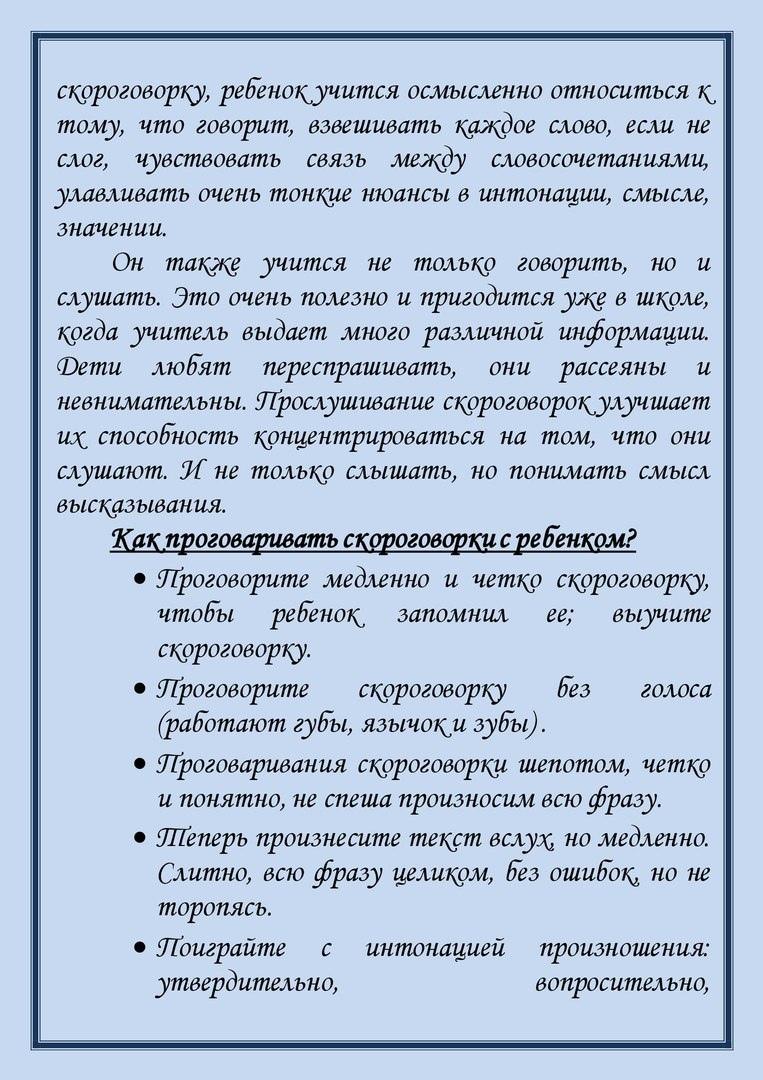 скороговорку, ребенок учится осмысленно относиться к
тому, что говорит, взвешивать каждое слово, если не
слог, чувствовать связь между словосочетаниями,
улавливать очень тонкие нюансы в интонации, смысле,
значении.
Он также учится не только говорить, но и
слушать. Это очень полезно и пригодится уже в школе,
когда учитель выдает много различной информации.
Дети любят переспрашивать, они рассеяны и
невнимательны. Прослушивание скороговорок улучшает
их способность концентрироваться на том, что они
слушают. И не только слышать, но понимать смысл
высказывания.
Как проговаривать скороговорки с ребенком?
• Проговорите медленно и четко скороговорку,
чтобы ребенок запомнил ее; выучите
скороговорку.
• Проговорите скороговорку без голоса
(работают губы, язычок и зубы) .
• Проговаривания скороговорки шепотом, четко
и понятно, не спеша произносим всю фразу.
• Теперь произнесите текст вслух, но медленно.
Слитно, всю фразу целиком, без ошибок, но не
торопясь.
• Поиграйте с интонацией произношения:
утвердительно, вопросительно,